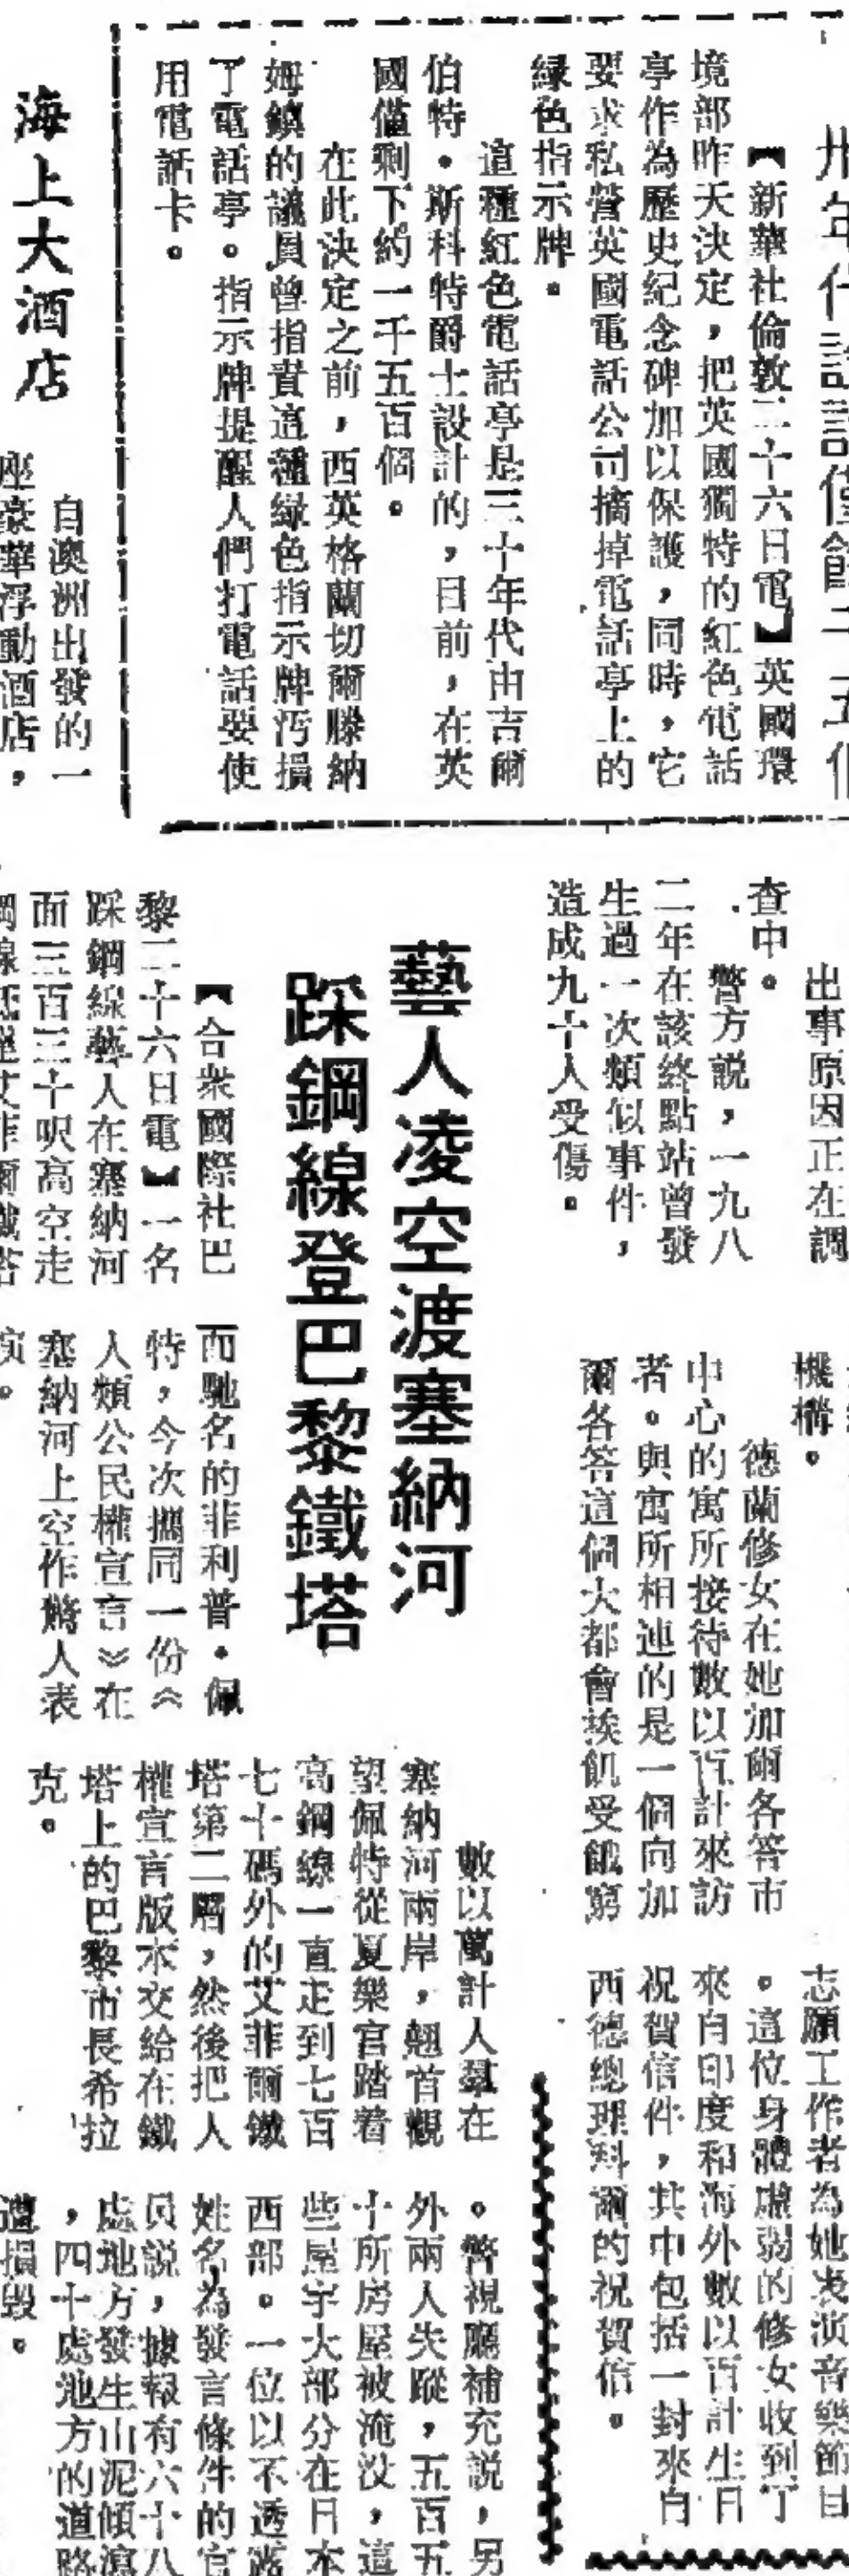 【新華社倫敦二十六日電】英國環
境部昨天決定，把英國獨特的紅色電話
亭作為歷史紀念碑加以保護，同時，它
要求私營英國電話公司摘掉電話亭上的
綠色指示牌。
這種紅色電話亭是三十年代由吉爾
伯特·斯科特爵士設計的，目前，在英
國僅剩下約一千五百個。
在此決定之前，西英格蘭切爾滕納
姆鎮的議員曾指責這種綠色指示牌污損
了電話亭。指示牌提醒人們打電話要使
用電話卡。
海上大酒店
自澳洲出發的一
座豪華浮動酒店，
出事原因正在調
查中。
警方說，一九八
二年在該終點站曾發
生過一次類似事件，
造成九十人受傷。
藝人凌空渡塞納河
踩鋼線登巴黎鐵塔
【合衆國際社巴
黎二十六日電】一名
踩鋼線藝人在塞納河
面三百三十呎高空走
鋼線抵達艾菲爾鐵塔
而馳名的菲利普·佩
特，今次攜同一份《
人類公民權宣言》在
塞納河上空作驚人表
演。
數以萬計人羣在
塞納河兩岸，翹首觀
望佩特從夏樂宮踏着
高鋼線一直走到七百
七十碼外的艾菲爾鐵
塔第二層，然後把人
權宣言版本交給在鐵
塔上的巴黎市長希拉
克。
機構。
德蘭修女在她加爾各答市
中心的寓所接待數以百計來訪
者。與寓所相連的是一個向加
爾各答這個大都會挨飢受餓窮
志願工作者為她表演音樂節目
。這位身體虛弱的修女收到了
來自印度和海外數以百計生日
祝賀信件，其中包括一封來自
西德總理科爾的祝賀信。
。警視廳補充說，另
外兩人失蹤，五百五
十所房屋被淹沒，這
些屋宇大部分在日本
西部。一位以不透露
姓名為發言條件的官
員說，據報有六十八
處地方發生山泥傾瀉
，四十處地方的道路
遭損毀。